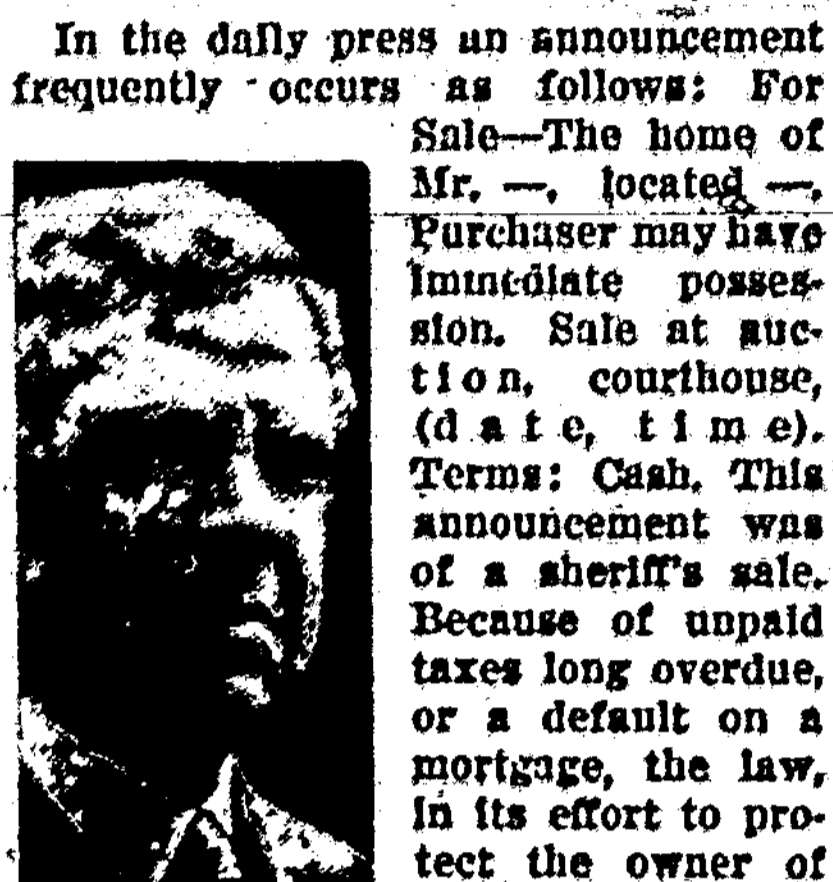 In the daily press an announcement
frequently occurs as follows: For
Sale—The home of
Mr. —, located —.
Purchaser may have
immediate posses-
sion. Sale at auc-
tion, courthouse,
(date, time).
Terms: Cash. This
announcement was
of a sheriff's sale.
Because of unpaid
taxes long overdue,
or a default on a
mortgage, the law,
in its effort to pro-
tect the owner of